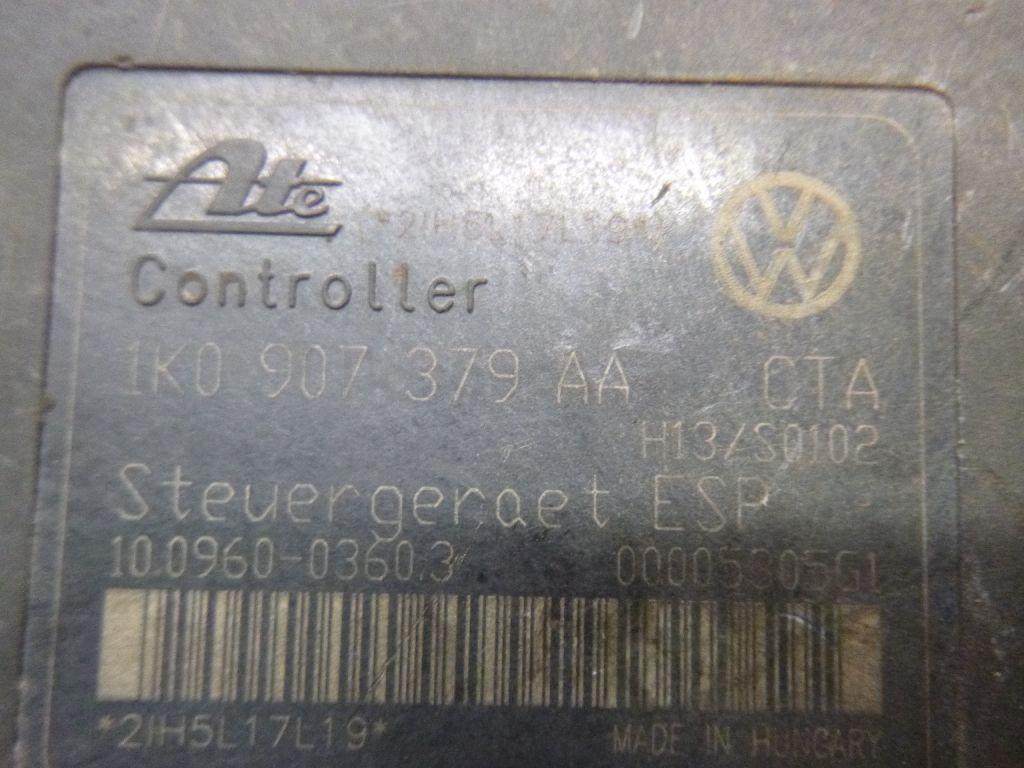 Ate
*2IH5L17L19*
Controller
1K0 907 379 AA CTA
H13/S0102
Steuergeraet ESP
10.0960-0360.3 00005305G1
*2IH5L17L19*
MADE IN HUNGARY